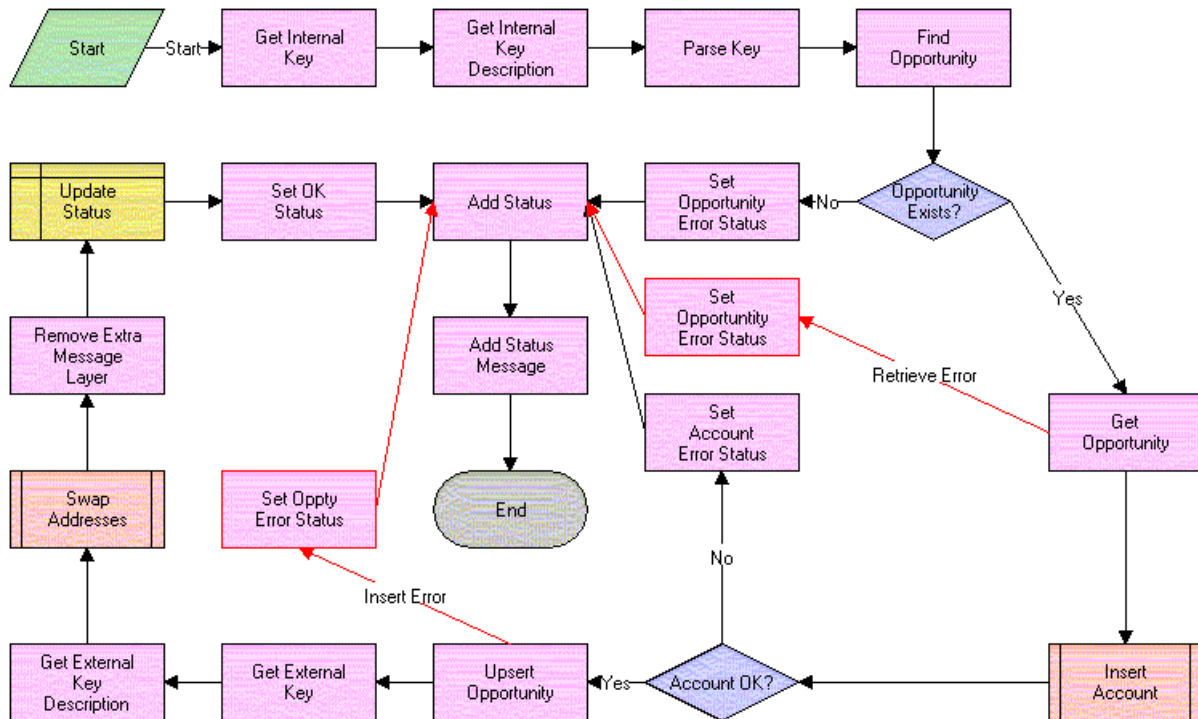 Start
Start
Get Internal
Key
Get Internal
Key
Description
Parse Key
Find
Opportunity
Update
Status
Set OK
Status
Add Status
Set
Opportunity
Error Status
No
Opportunity
Exists?
Yes
Set
Opportuntity
Error Status
Remove Extra
Message
Layer
Add Status
Message
Retrieve Error
Set
Account
Error Status
Get
Opportunity
Swap
Addresses
Set Oppty
Error Status
End
No
Insert Error
Get External
Key
Description
Get External
Key
Upsert
Opportunity
Yes
Account OK?
Insert
Account